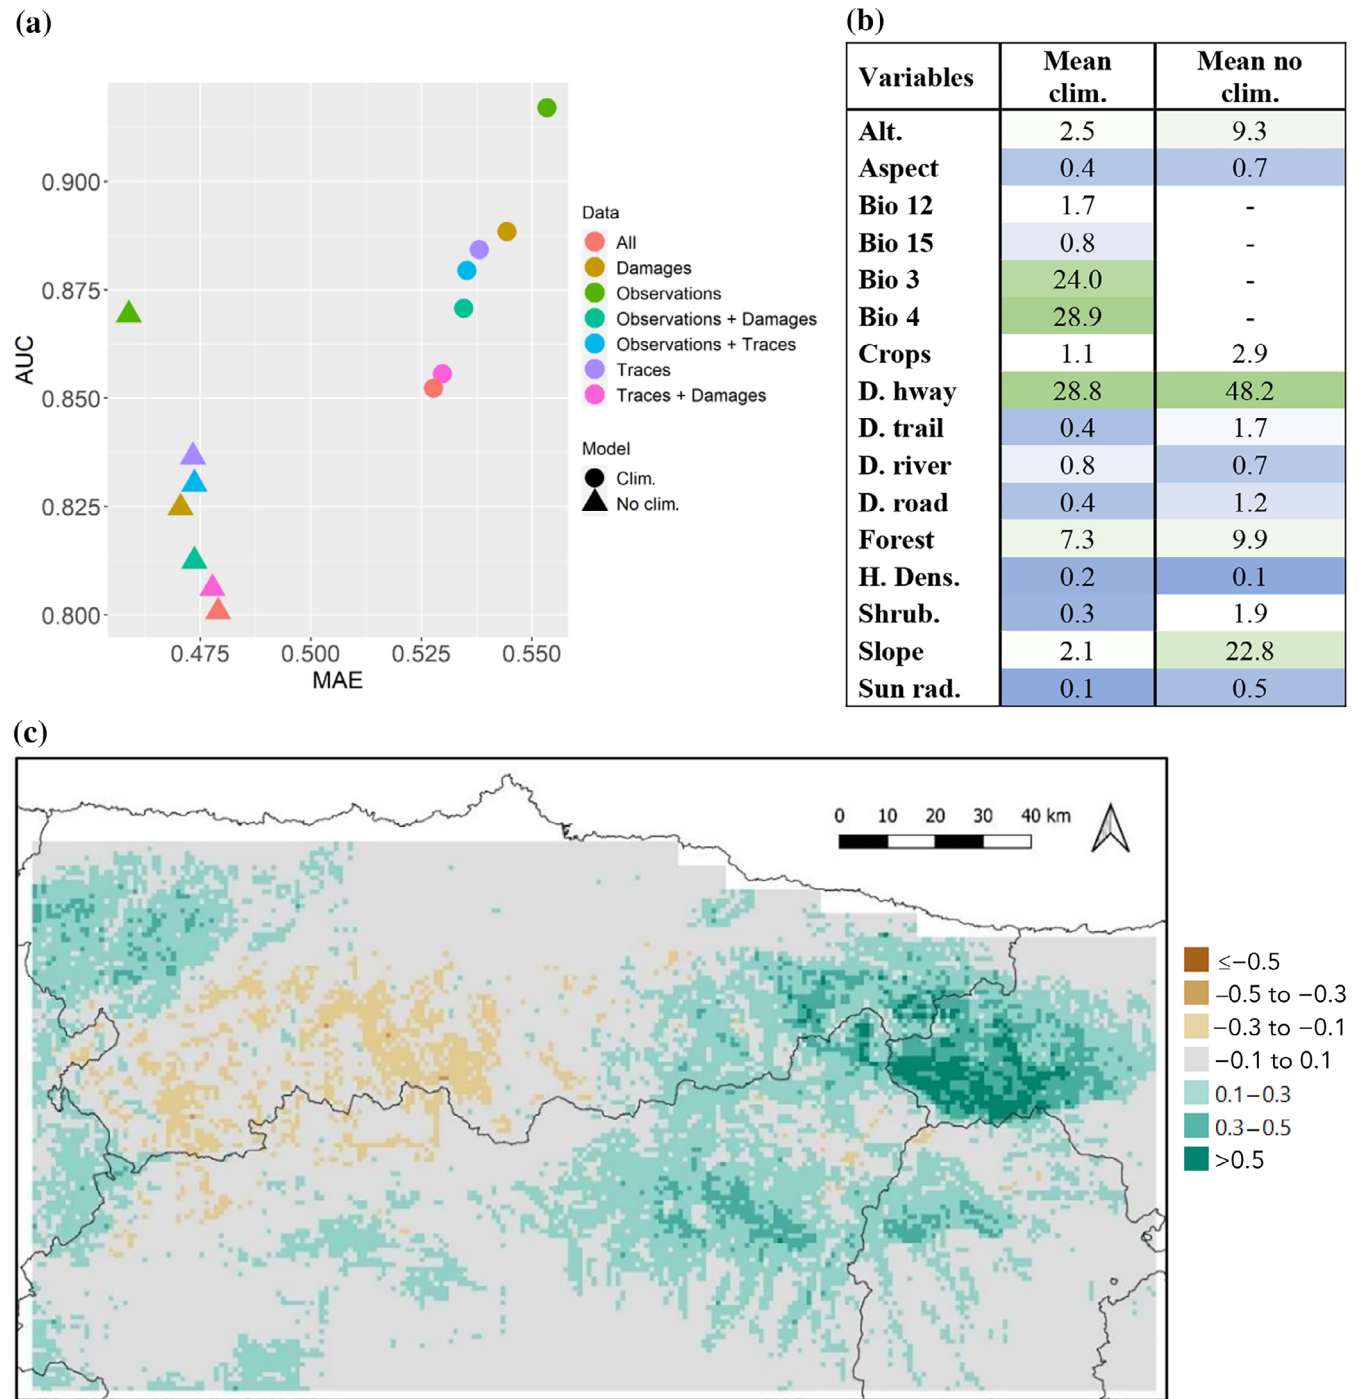 (a)
0.900
0.875
0.850
0.825
0.800
AUC
0.475 0.500 0.525 0.550
MAE
Data
All
Damages
Observations
Observations + Damages
Observations + Traces
Traces
Traces + Damages
Model
Clim.
No clim.
(b)
Variables Mean clim. Mean no clim.
Alt. 2.5 9.3
Aspect 0.4 0.7
Bio 12 1.7 -
Bio 15 0.8 -
Bio 3 24.0 -
Bio 4 28.9 -
Crops 1.1 2.9
D. hway 28.8 48.2
D. trail 0.4 1.7
D. river 0.8 0.7
D. road 0.4 1.2
Forest 7.3 9.9
H. Dens. 0.2 0.1
Shrub. 0.3 1.9
Slope 2.1 22.8
Sun rad. 0.1 0.5
(c)
0 10 20 30 40 km
≤−0.5
−0.5 to −0.3
−0.3 to −0.1
−0.1 to 0.1
0.1−0.3
0.3−0.5
>0.5